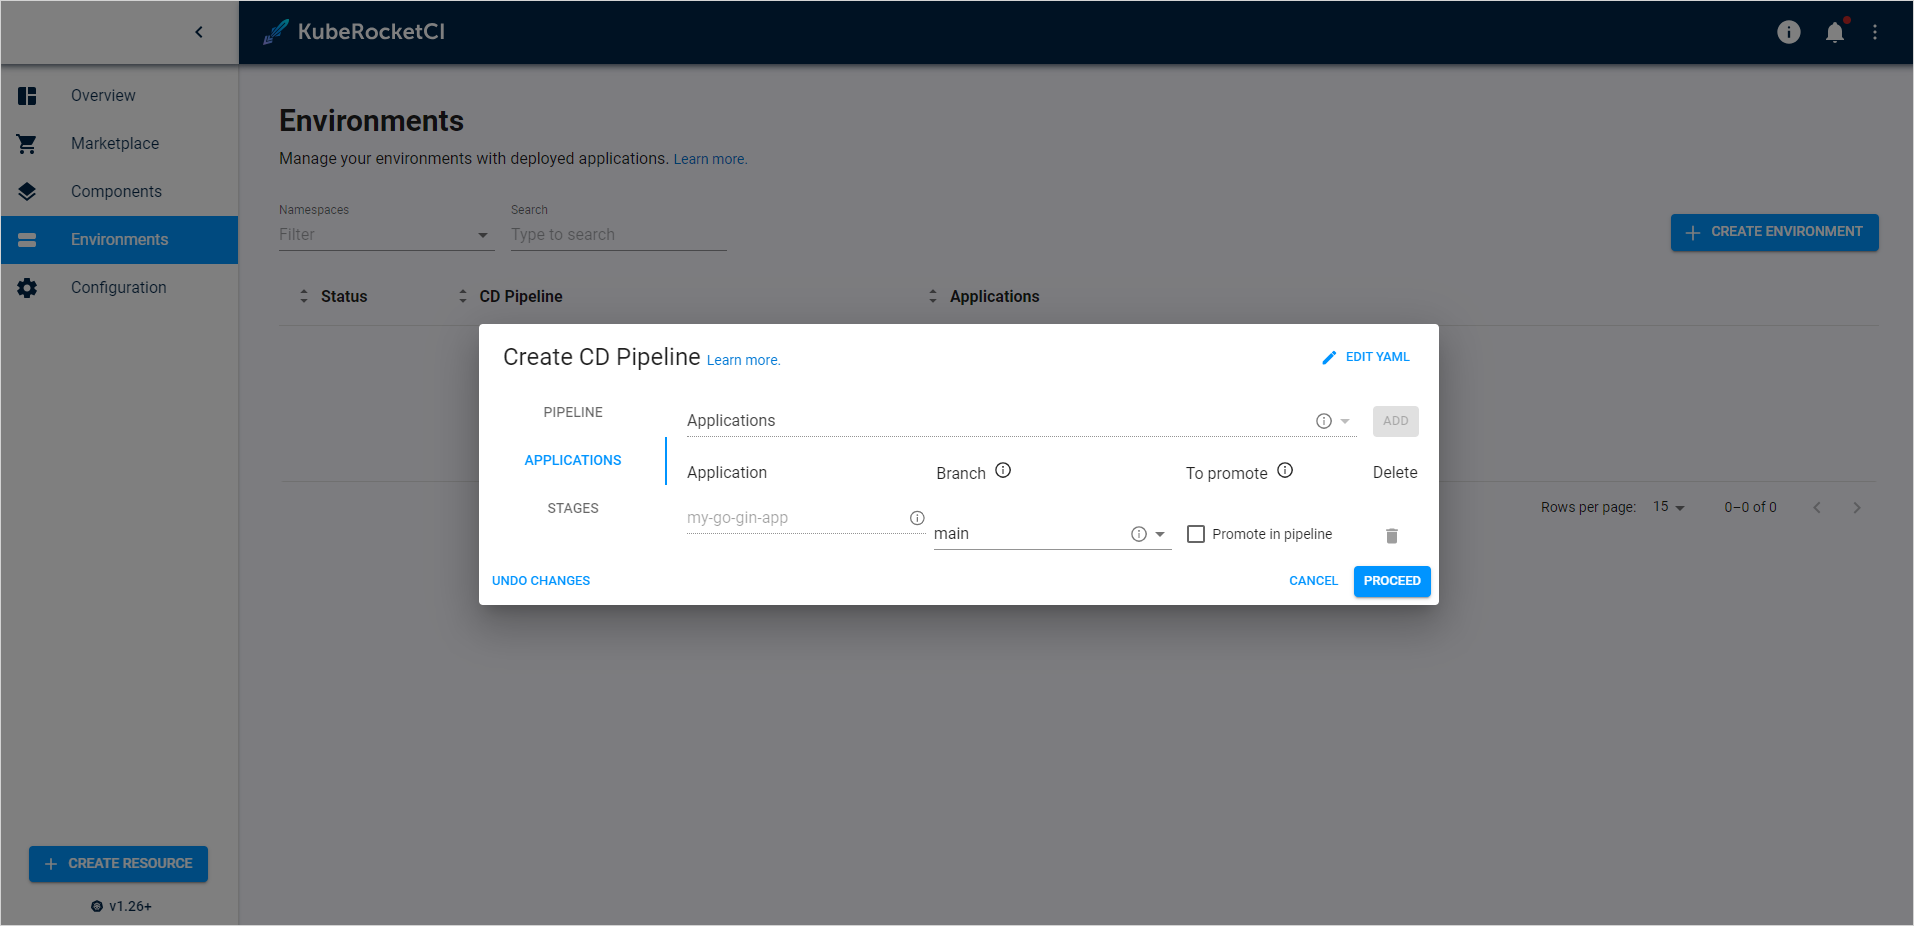 KubeRocketCI
Overview
Marketplace
Components
Environments
Configuration
CREATE RESOURCE
v1.26+
Environments
Manage your environments with deployed applications. Learn more.
Namespaces
Filter
Search
Type to search
CREATE ENVIRONMENT
Status CD Pipeline Applications
Create CD Pipeline Learn more.
EDIT YAML
PIPELINE
APPLICATIONS
STAGES
Applications
ADD
Application Branch To promote Delete
my-go-gin-app main Promote in pipeline
UNDO CHANGES CANCEL PROCEED
Rows per page: 15 0–0 of 0